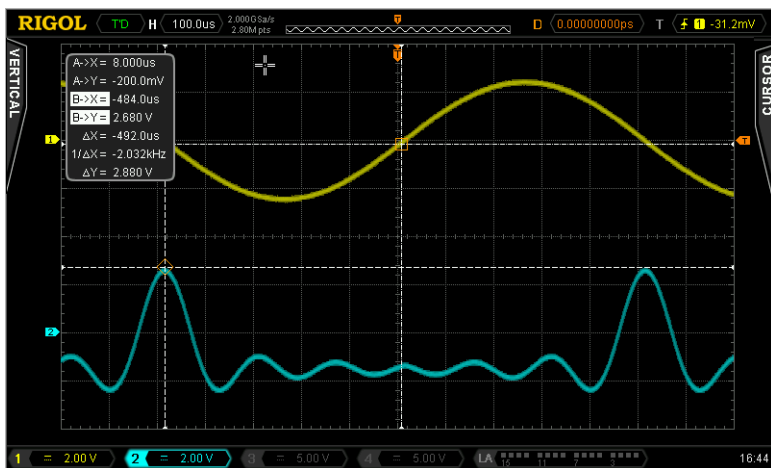 RIGOL T'D H 100.0us 2.000GSa/s 2.80M pts T D 0.00000000ps T 1 -31.2mV
VERTICAL
CURSOR
A->X = 8.000us
A->Y = -200.0mV
B->X = -484.0us
B->Y = 2.680 V
ΔX = -492.0us
1/ΔX = -2.032kHz
ΔY = 2.880 V
T
1
T
2
1 = 2.00 V 2 = 2.00 V 3 = 5.00 V 4 = 5.00 V LA 15 11 7 3 16:44